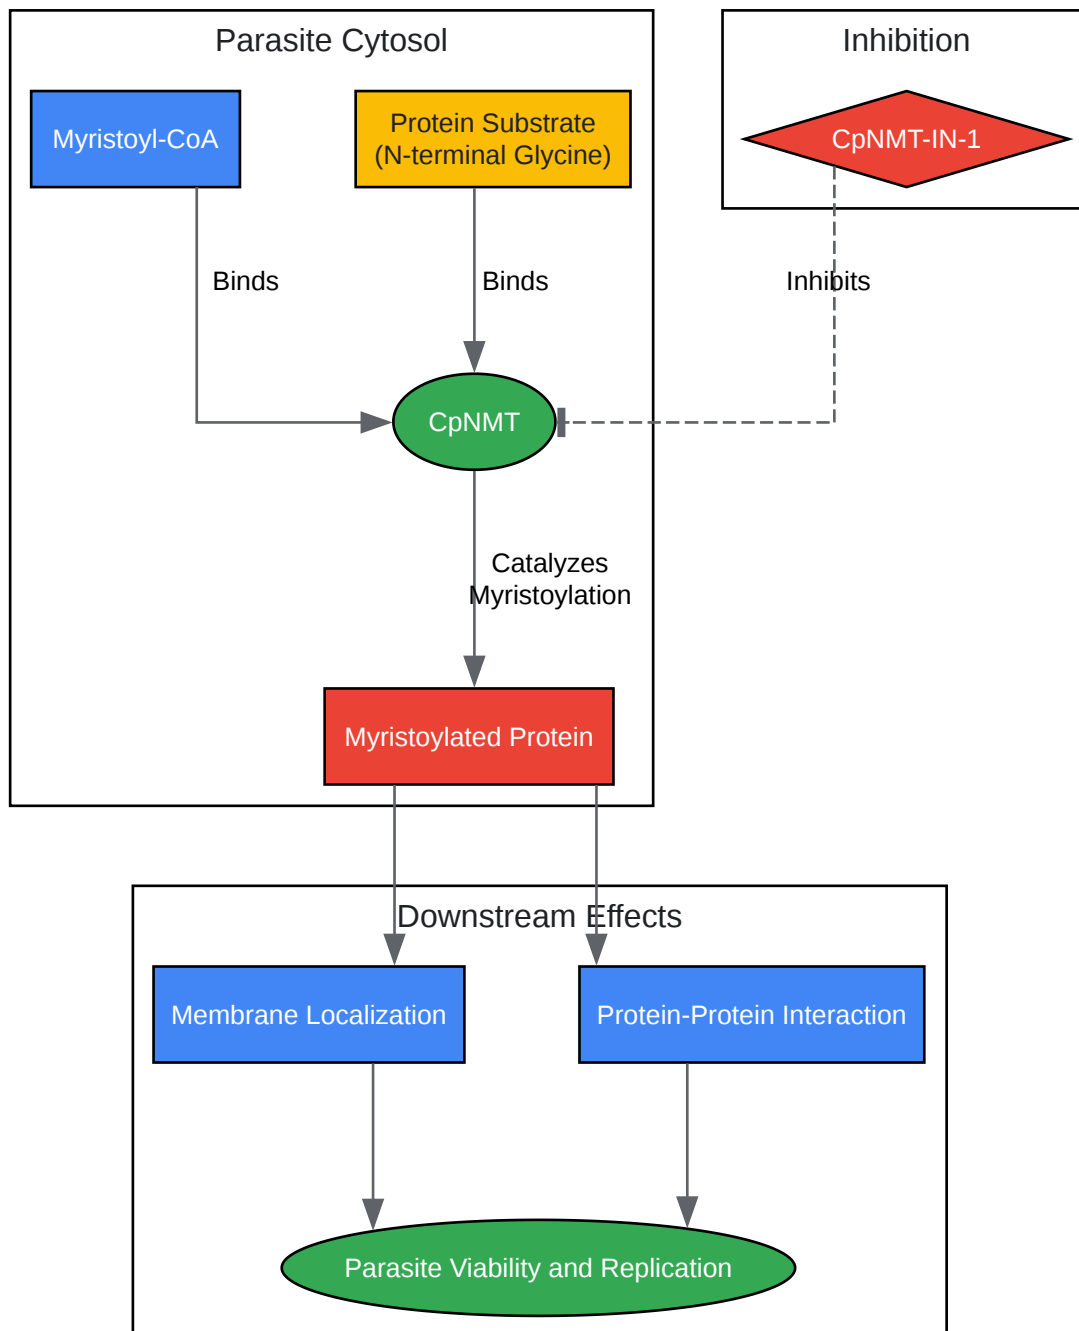 Parasite Cytosol
Inhibition
Myristoyl-CoA
Protein Substrate
(N-terminal Glycine)
CpNMT-IN-1
Binds
Binds
Inhibits
CpNMT
Catalyzes
Myristoylation
Myristoylated Protein
Downstream Effects
Membrane Localization
Protein-Protein Interaction
Parasite Viability and Replication